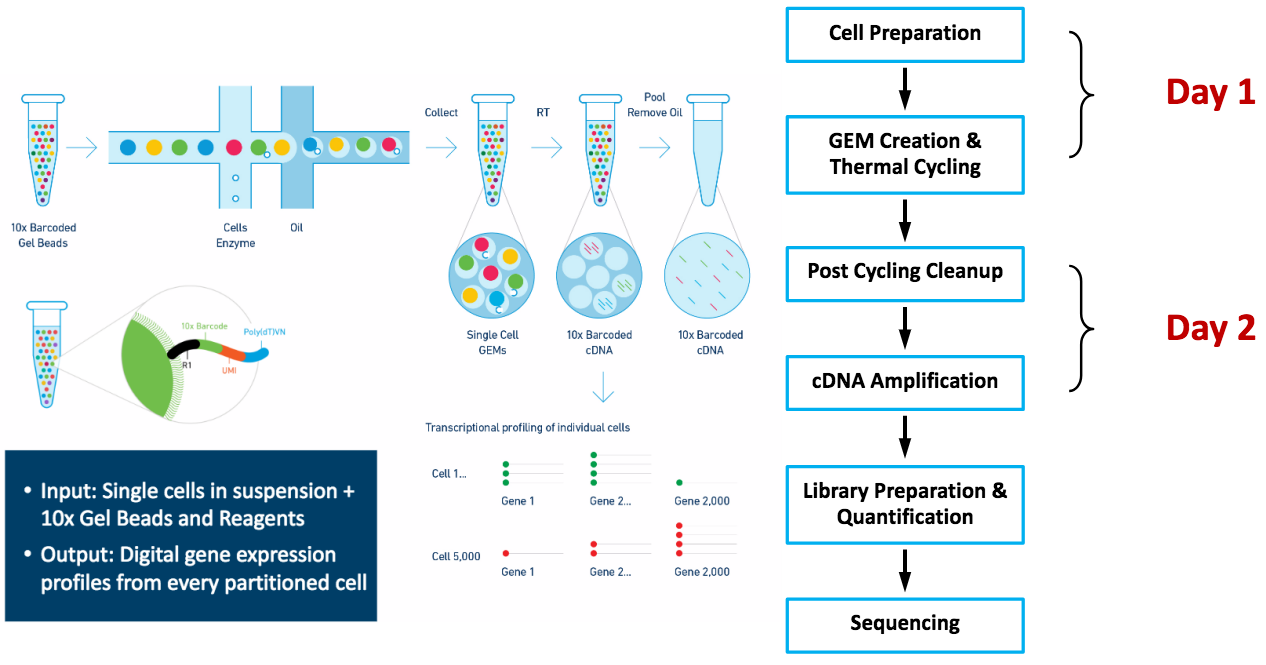 10x Barcoded
Gel Beads
Cells
Enzyme
Oil
Collect
RT
Pool
Remove Oil
Single Cell
GEMs
10x Barcoded
cDNA
10x Barcoded
cDNA
10x Barcode
Poly(dT)VN
R1
UMI
Transcriptional profiling of individual cells
Cell 1...
Gene 1
Gene 2...
Gene 2,000
Cell 5,000
Gene 1
Gene 2...
Gene 2,000
• Input: Single cells in suspension +
10x Gel Beads and Reagents
• Output: Digital gene expression
profiles from every partitioned cell
Cell Preparation
GEM Creation &
Thermal Cycling
Day 1
Post Cycling Cleanup
cDNA Amplification
Day 2
Library Preparation &
Quantification
Sequencing